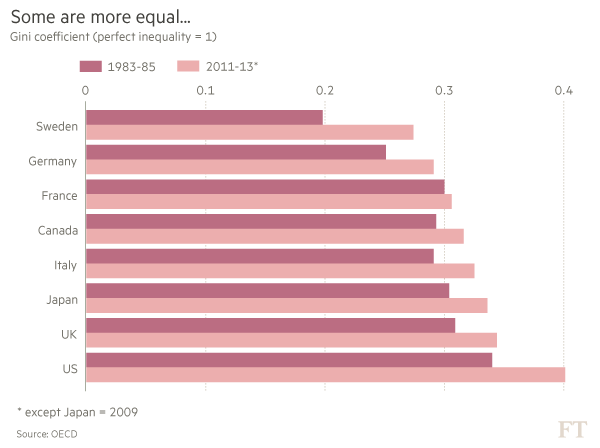 Some are more equal...
Gini coefficient (perfect inequality = 1)
1983-85 2011-13*
0 0.1 0.2 0.3 0.4
Sweden
Germany
France
Canada
Italy
Japan
UK
US
* except Japan = 2009
Source: OECD
FT